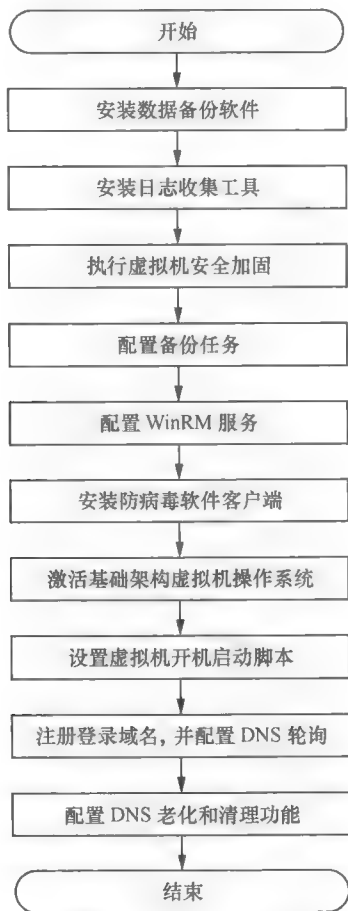 开始
安装数据备份软件
安装日志收集工具
执行虚拟机安全加固
配置备份任务
配置 WinRM 服务
安装防病毒软件客户端
激活基础架构虚拟机操作系统
设置虚拟机开机启动脚本
注册登录域名，并配置 DNS 轮询
配置 DNS 老化和清理功能
结束